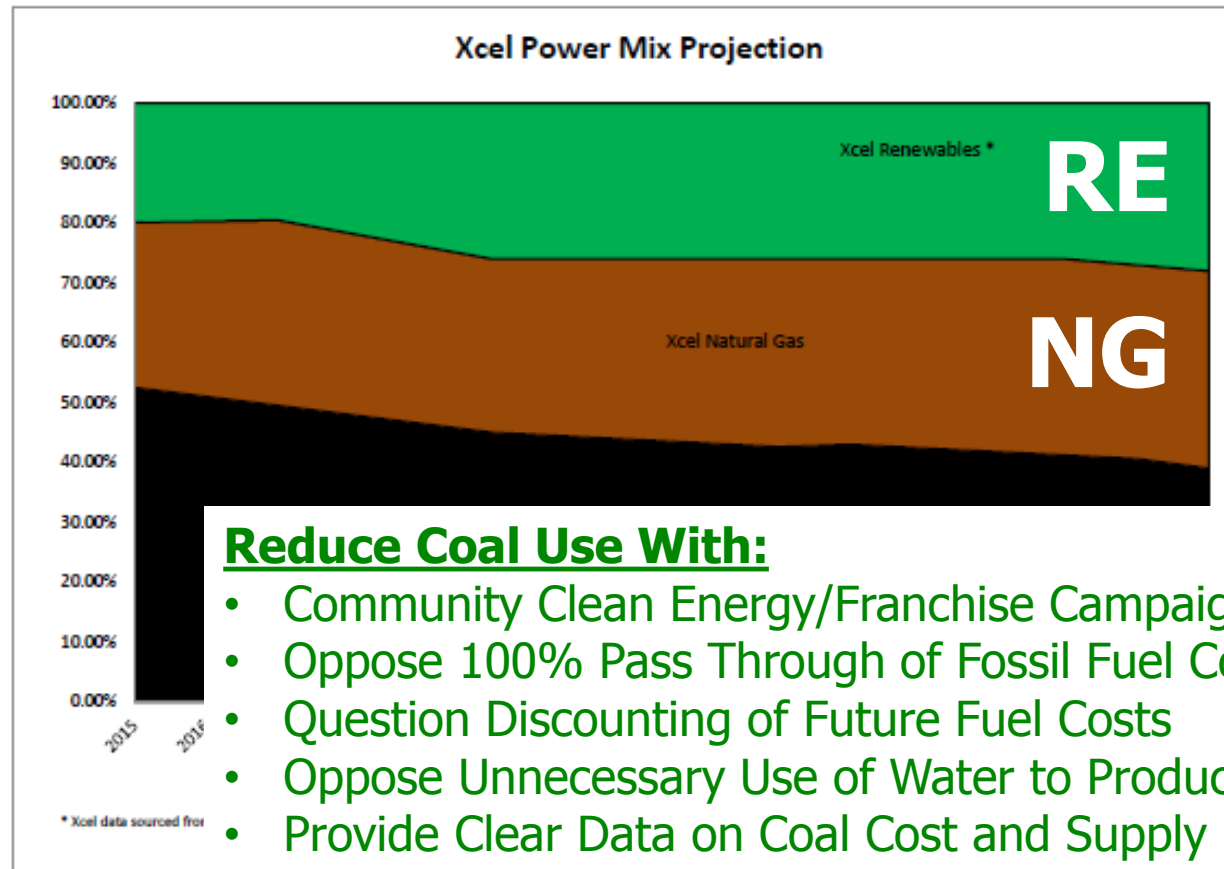 Xcel Power Mix Projection
100.00%
90.00%
80.00%
70.00%
60.00%
50.00%
40.00%
30.00%
20.00%
10.00%
0.00%
Xcel Renewables *
RE
Xcel Natural Gas
NG
2015
2016
Reduce Coal Use With:
• Community Clean Energy/Franchise Campaig
• Oppose 100% Pass Through of Fossil Fuel Co
• Question Discounting of Future Fuel Costs
• Oppose Unnecessary Use of Water to Produc
• Provide Clear Data on Coal Cost and Supply
* Xcel data sourced fro